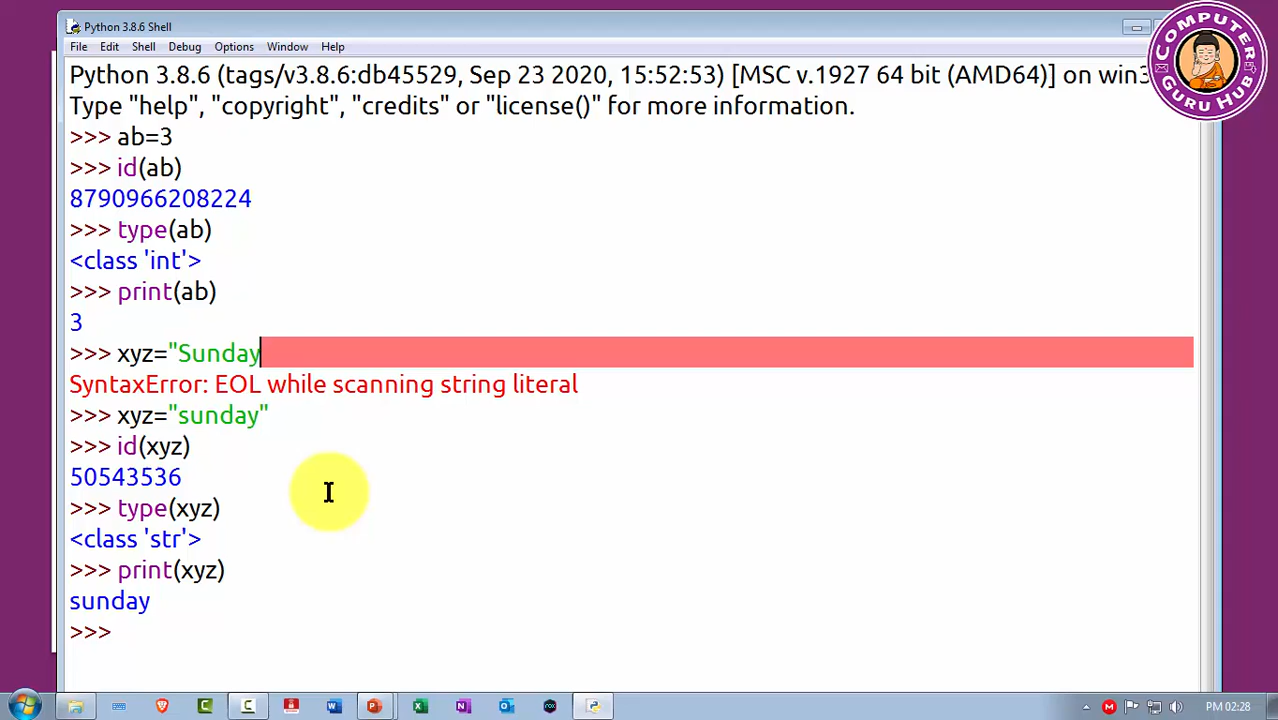 Python 3.8.6 Shell
File Edit Shell Debug Options Window Help
Python 3.8.6 (tags/v3.8.6:db45529, Sep 23 2020, 15:52:53) [MSC v.1927 64 bit (AMD64)] on win3
Type "help", "copyright", "credits" or "license()" for more information.
>>> ab=3
>>> id(ab)
8790966208224
>>> type(ab)
<class 'int'>
>>> print(ab)
3
>>> xyz="Sunday
SyntaxError: EOL while scanning string literal
>>> xyz="sunday"
>>> id(xyz)
50543536
>>> type(xyz)
<class 'str'>
>>> print(xyz)
sunday
>>>
COMPUTER
GURU HUB
PM 02:28